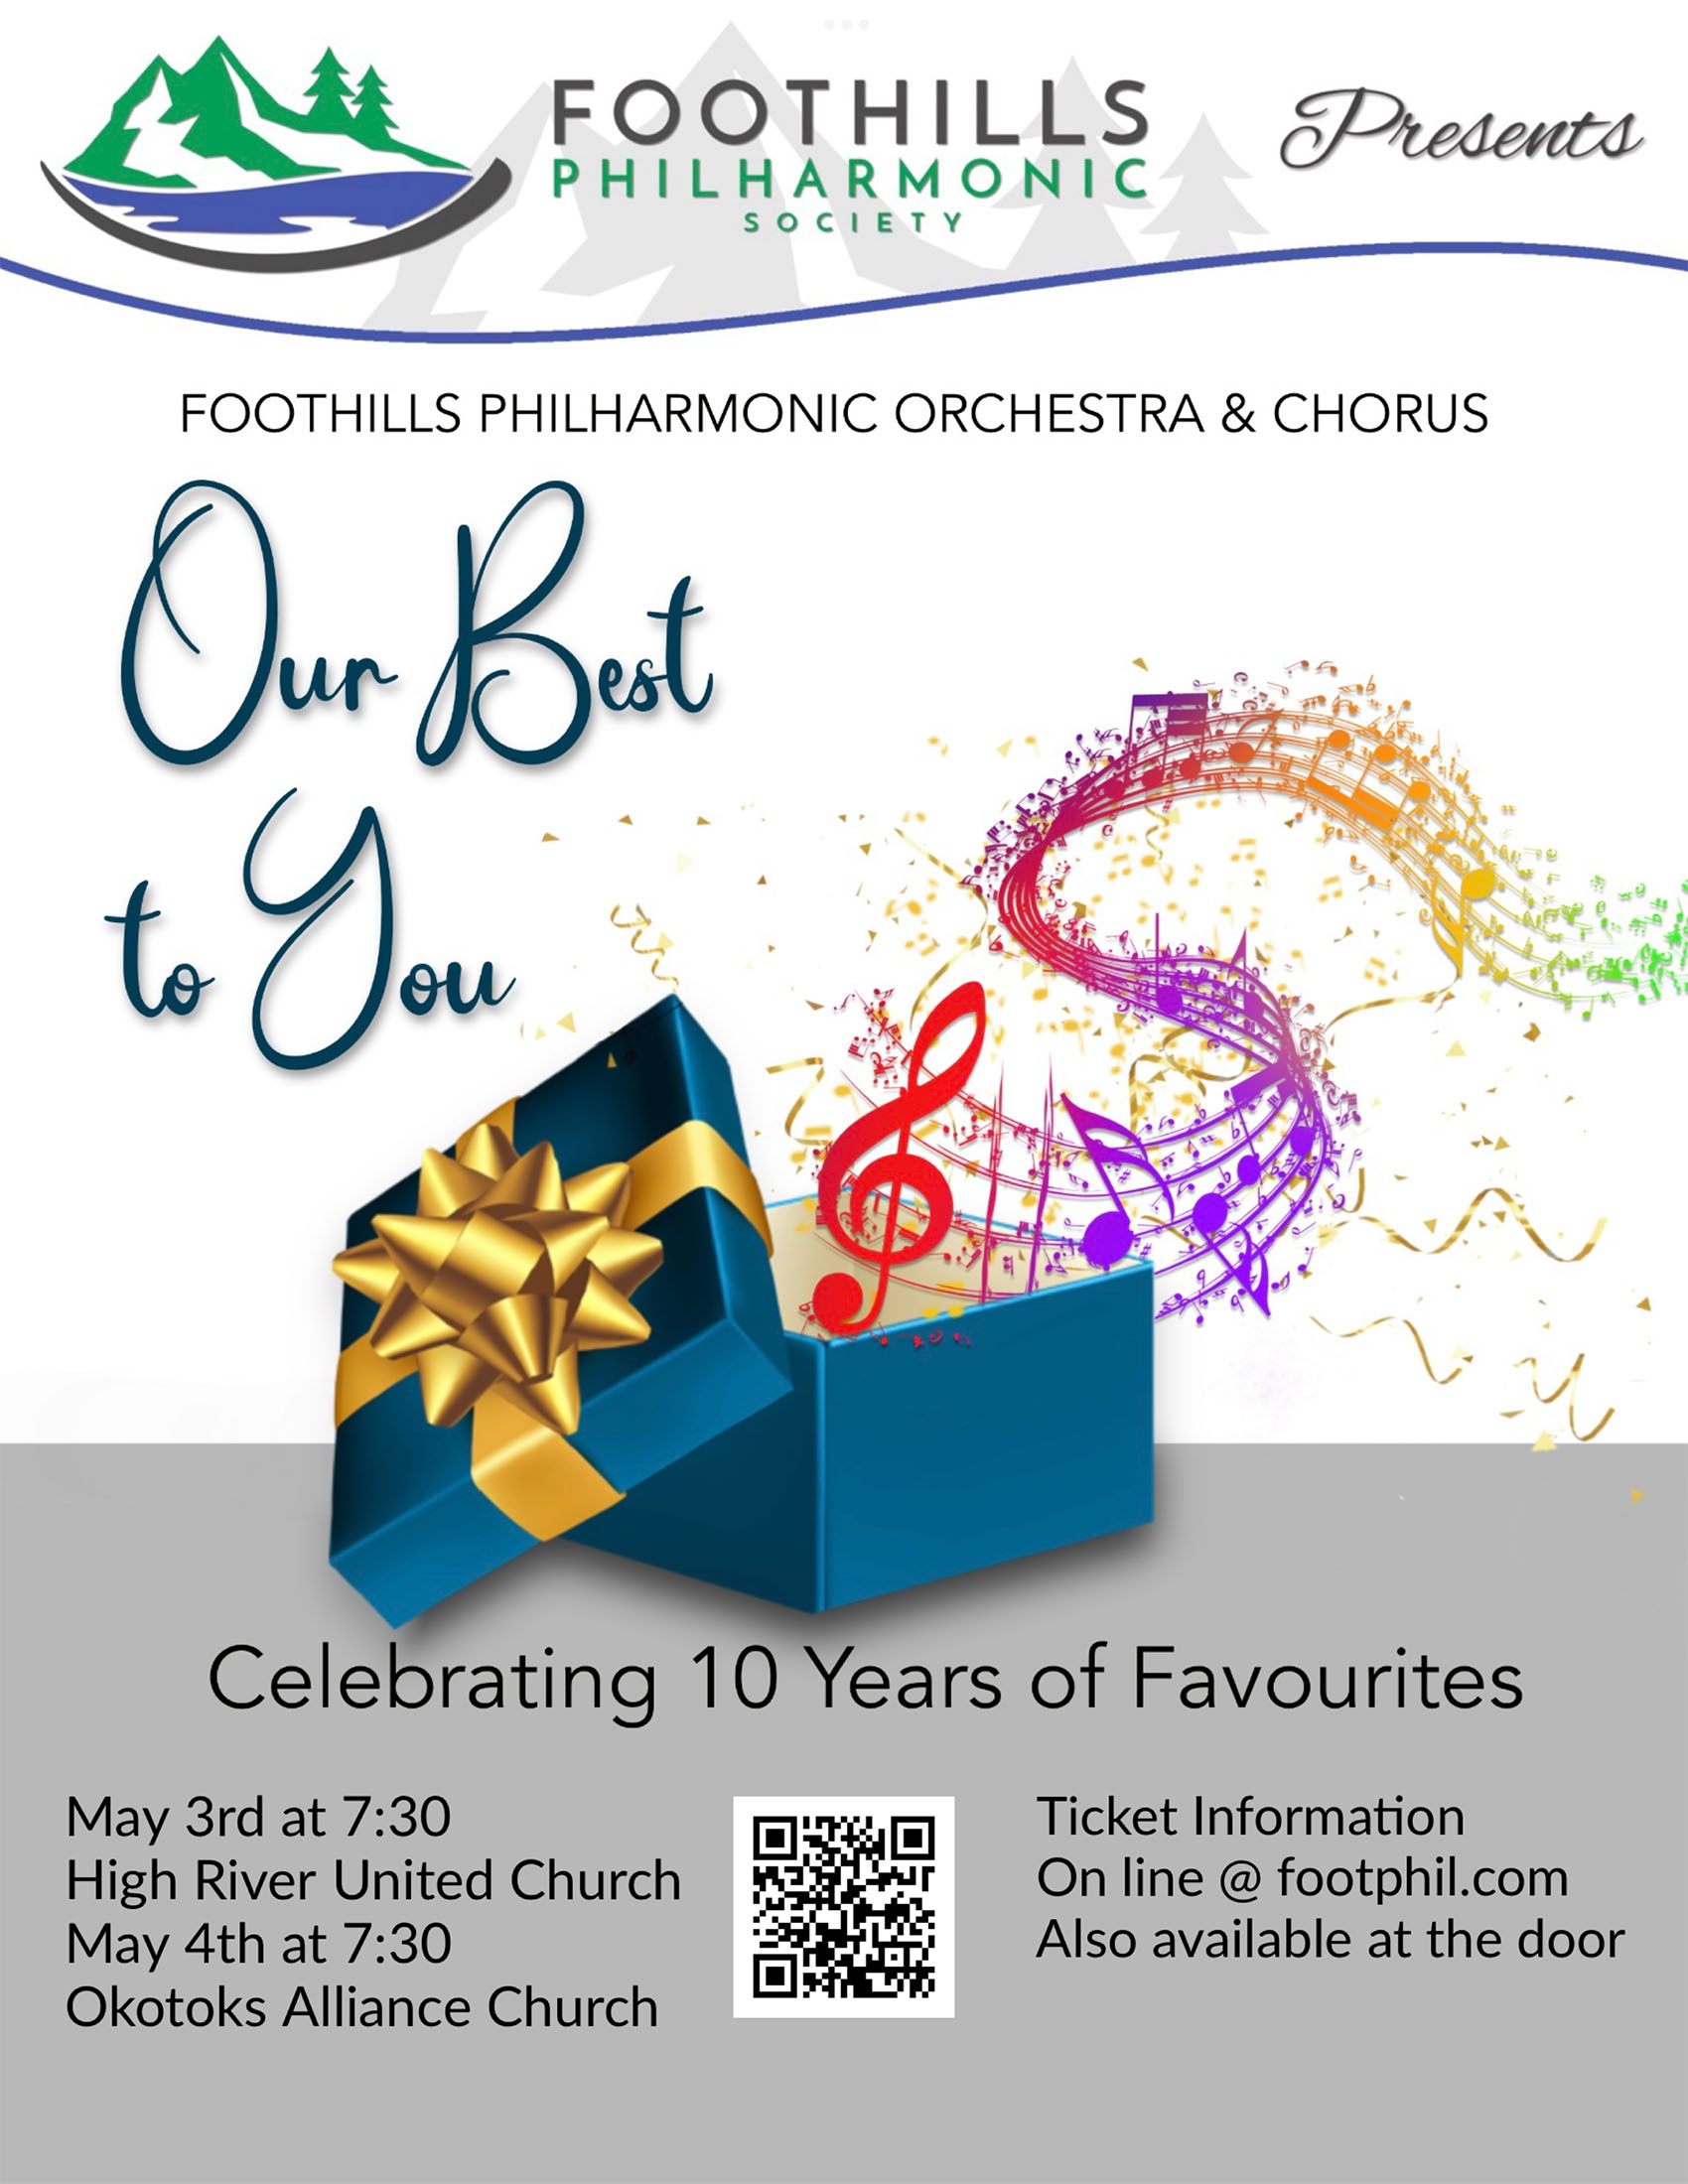 FOOTHILLS
PHILHARMONIC
SOCIETY
Presents
FOOTHILLS PHILHARMONIC ORCHESTRA & CHORUS
Our Best
to You
Celebrating 10 Years of Favourites
May 3rd at 7:30
High River United Church
May 4th at 7:30
Okotoks Alliance Church
Ticket Information
On line @ footphil.com
Also available at the door